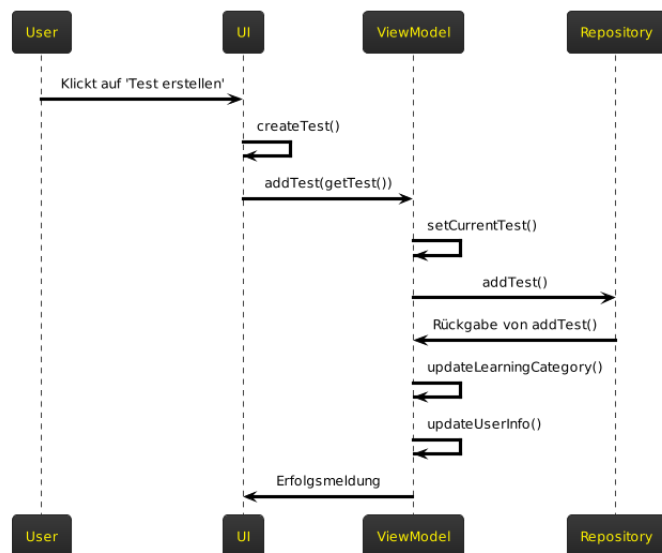 User UI ViewModel Repository
Klickt auf 'Test erstellen'
createTest()
addTest(getTest())
setCurrentTest()
addTest()
Rückgabe von addTest()
updateLearningCategory()
updateUserInfo()
Erfolgsmeldung
User UI ViewModel Repository